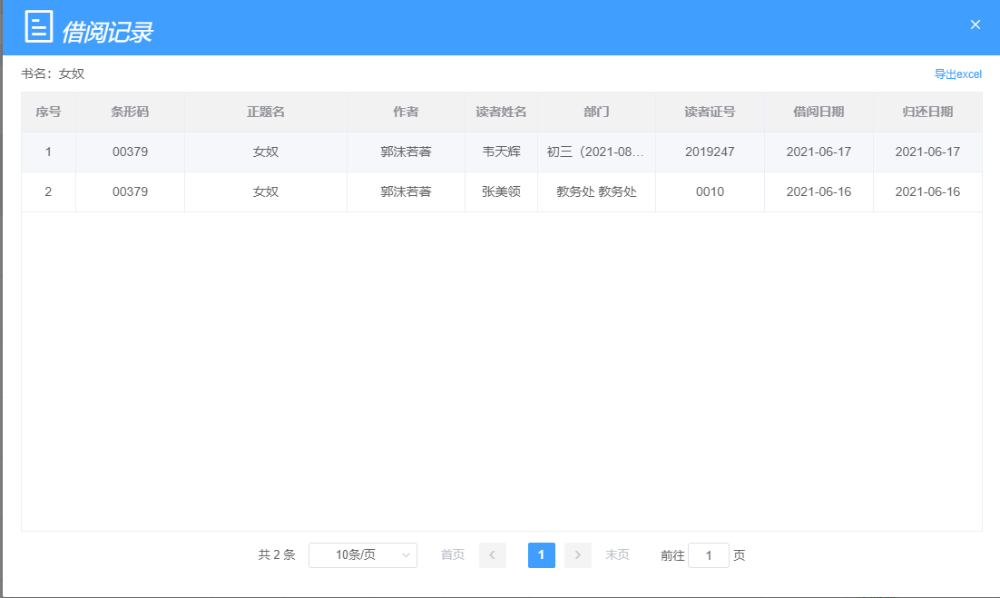 借阅记录
书名：女奴
导出excel
序号 条形码 正题名 作者 读者姓名 部门 读者证号 借阅日期 归还日期
1 00379 女奴 郭沫若著 韦天辉 初三（2021-08... 2019247 2021-06-17 2021-06-17
2 00379 女奴 郭沫若著 张美领 教务处 教务处 0010 2021-06-16 2021-06-16
共 2 条 10条/页 首页 1 末页 前往 1 页